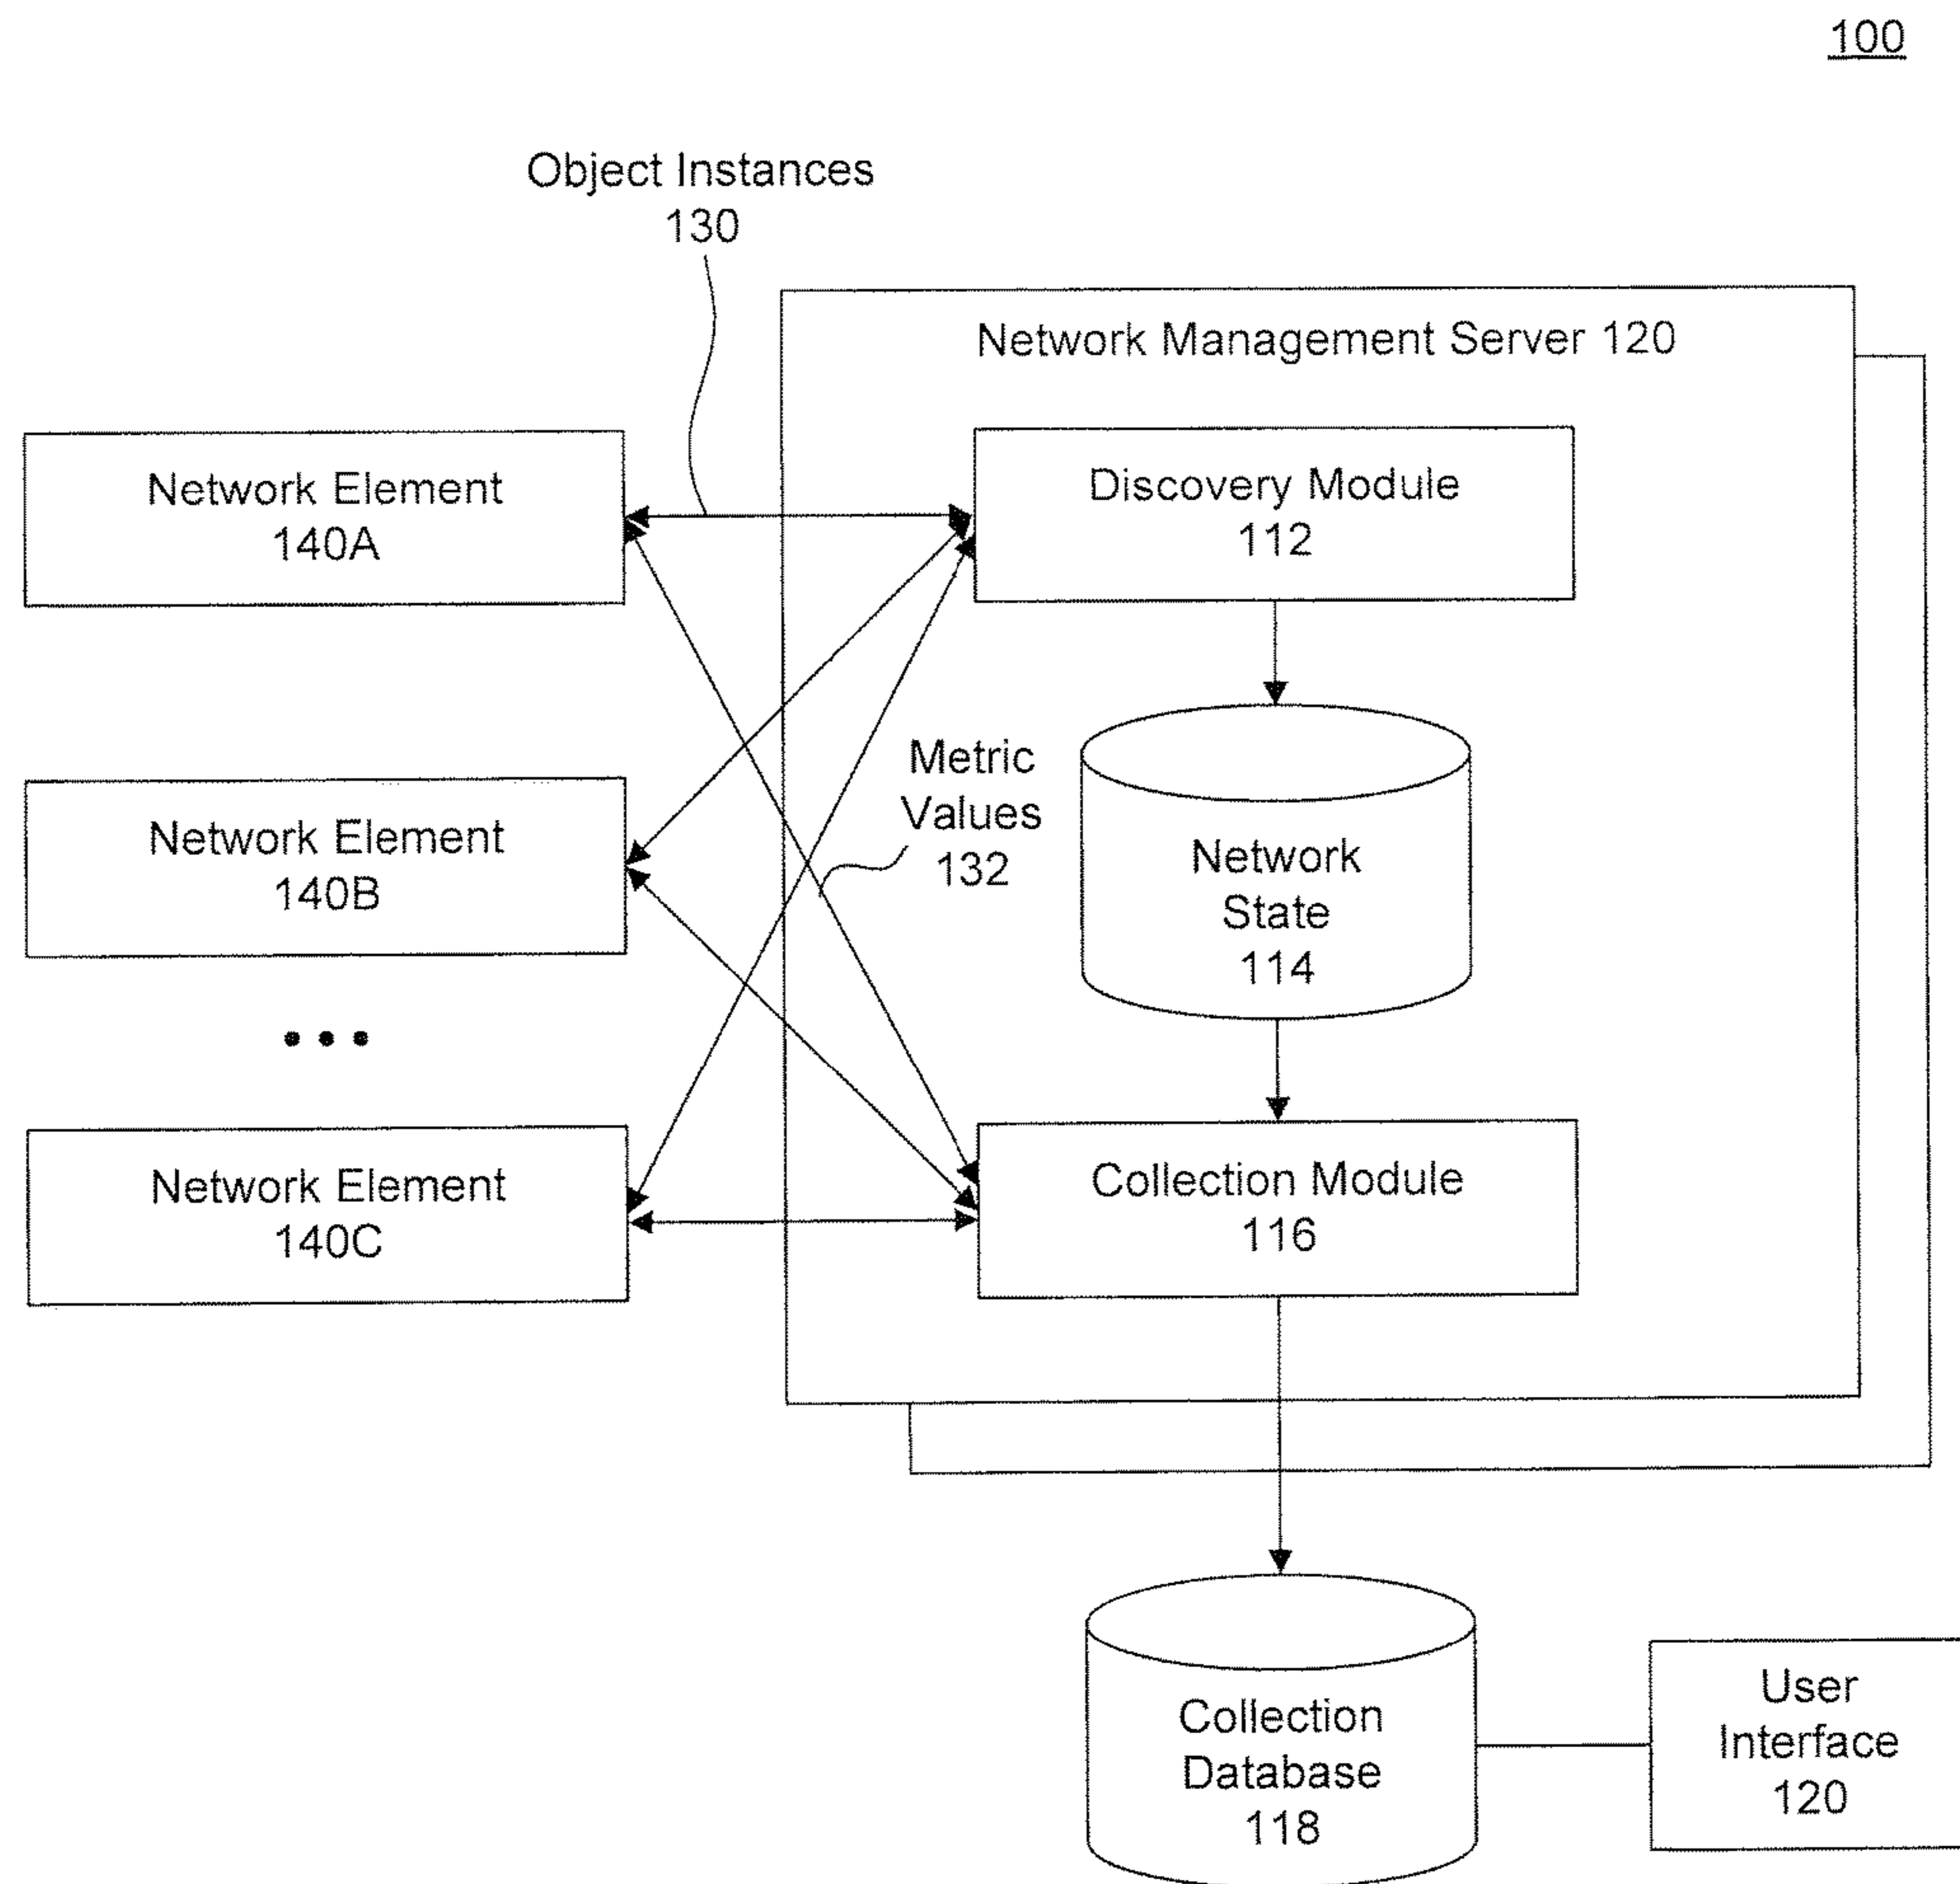 100
Object Instances
130
Network Management Server 120
Network Element
140A
Discovery Module
112
Metric
Values
132
Network Element
140B
Network
State
114
• • •
Network Element
140C
Collection Module
116
Collection
Database
118
User
Interface
120